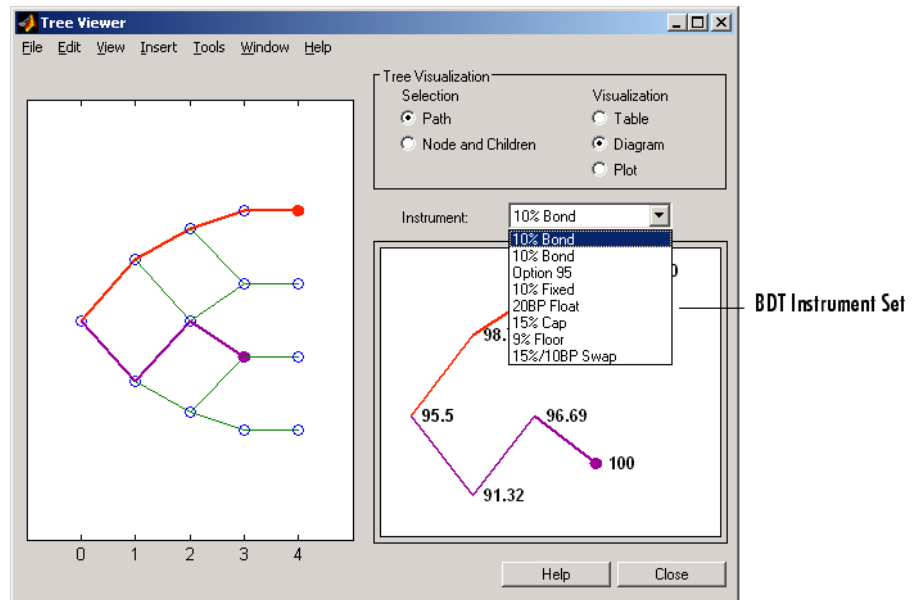 Tree Viewer
File Edit View Insert Tools Window Help
Tree Visualization
Selection
Visualization
Path
Table
Node and Children
Diagram
Plot
Instrument:
10% Bond
10% Bond
10% Bond
Option 95
10% Fixed
20BP Float
15% Cap
9% Floor
15%/10BP Swap
BDT Instrument Set
98.
95.5
96.69
100
91.32
0 1 2 3 4
Help
Close